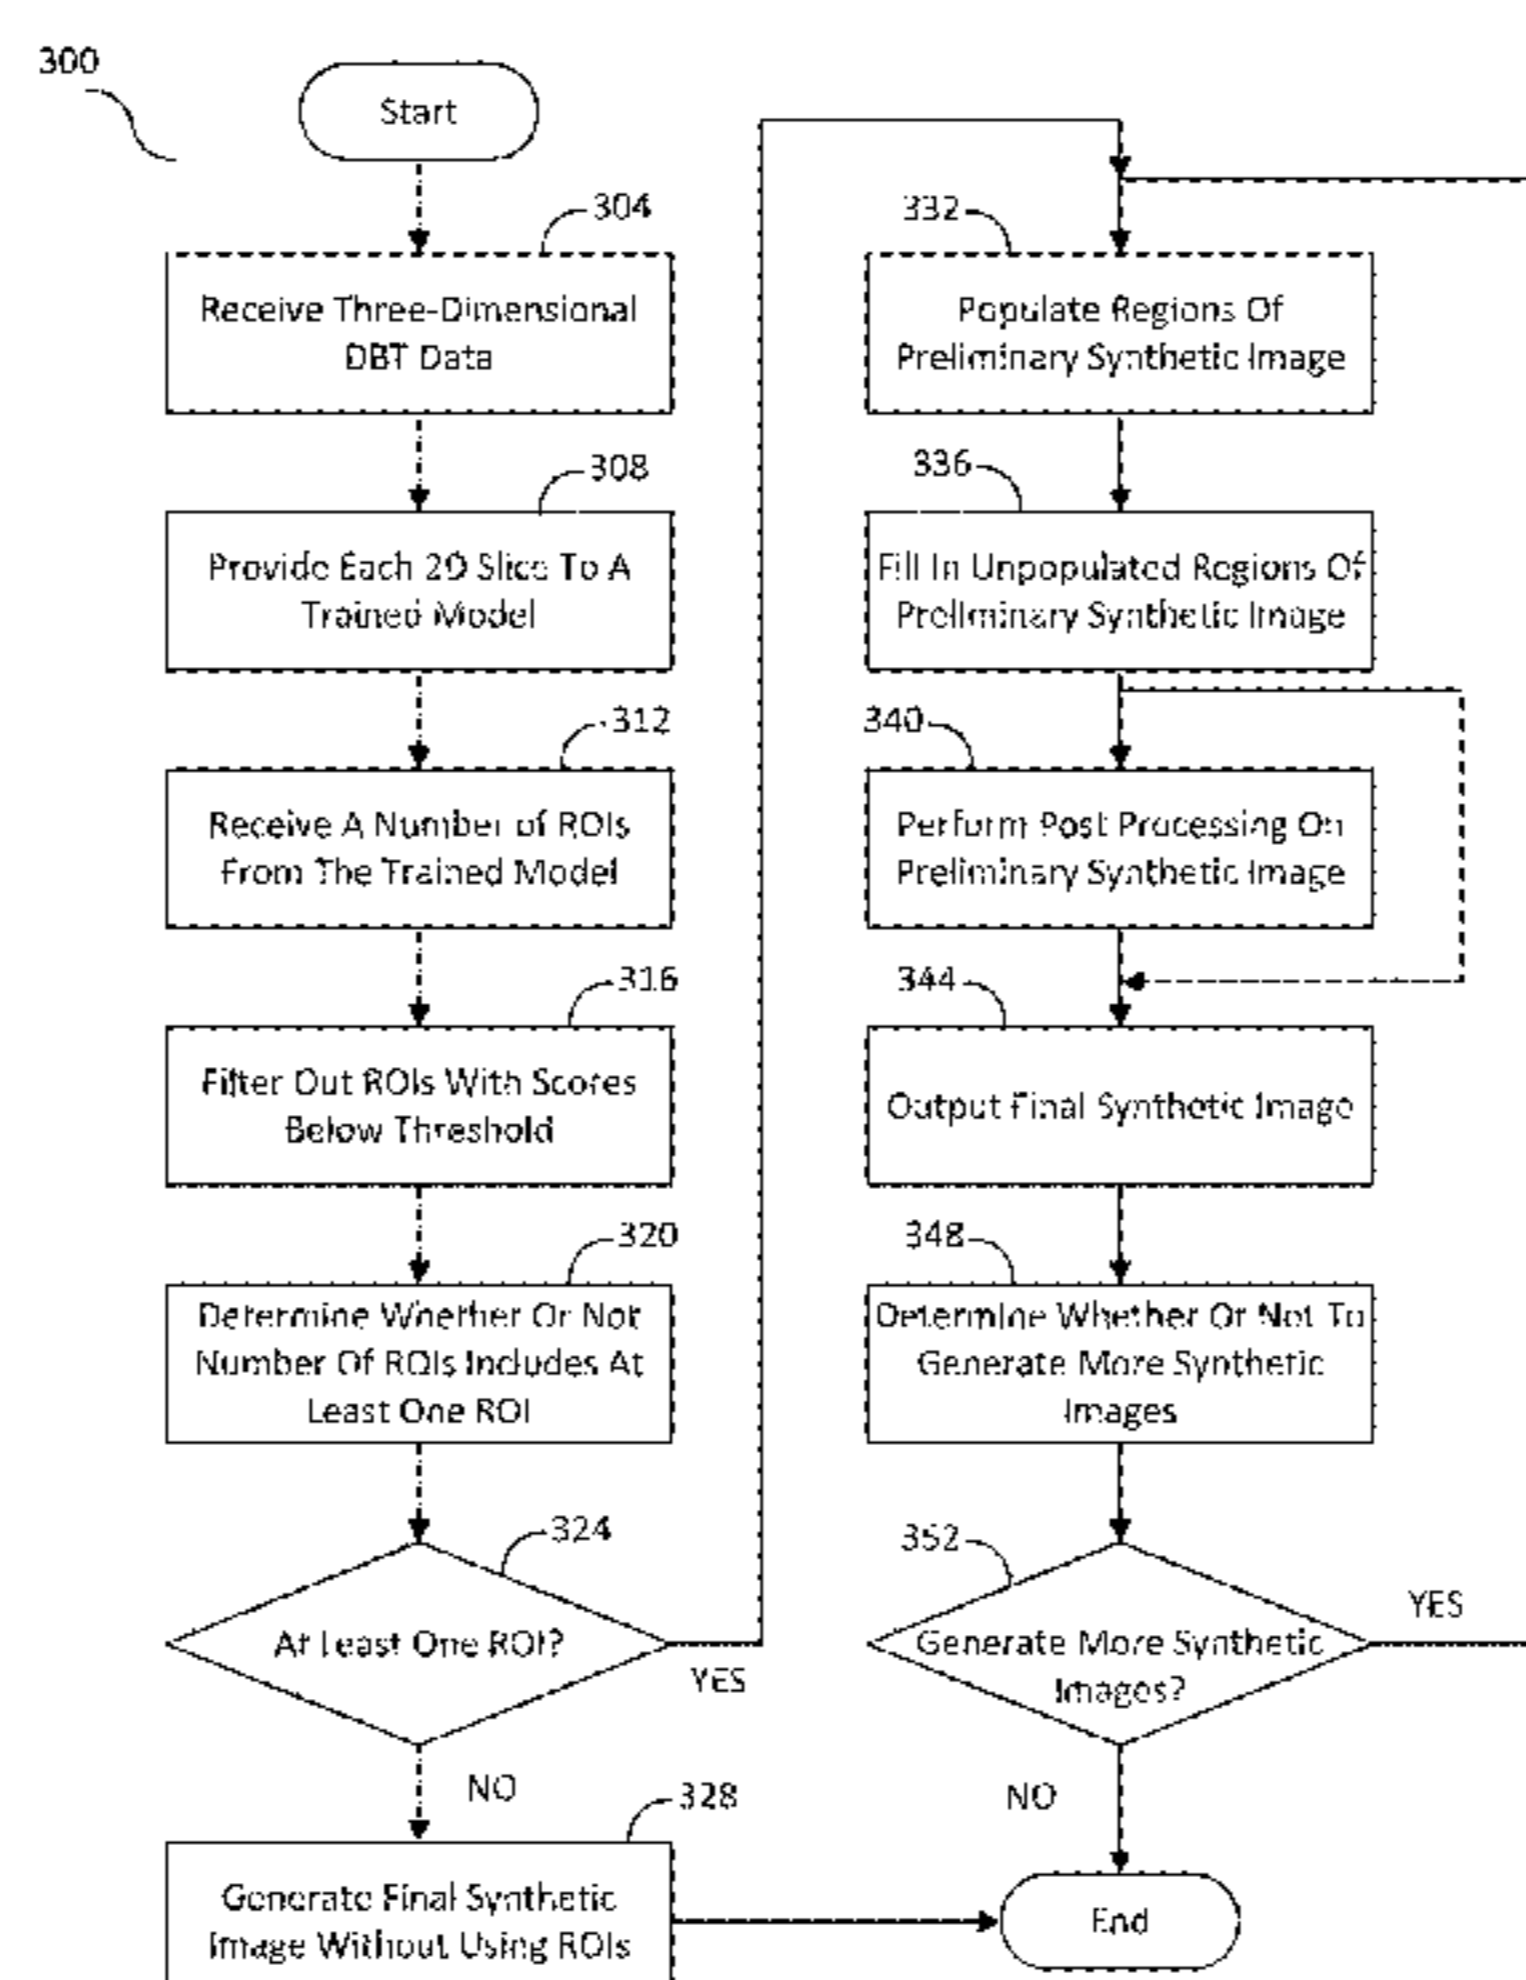 300
Start
304
Receive Three-Dimensional
DBT Data
308
Provide Each 2D Slice To A
Trained Model
312
Receive A Number of ROIs
From The Trained Model
316
Filter Out ROIs With Scores
Below Threshold
320
Determine Whether Or Not
Number Of ROIs Includes At
Least One ROI
324
At Least One ROI?
YES
NO
328
Generate Final Synthetic
Image Without Using ROIs
332
Populate Regions Of
Preliminary Synthetic Image
336
Fill In Unpopulated Regions Of
Preliminary Synthetic Image
340
Perform Post Processing On
Preliminary Synthetic Image
344
Output Final Synthetic Image
348
Determine Whether Or Not To
Generate More Synthetic
Images
352
Generate More Synthetic
Images?
YES
NO
End